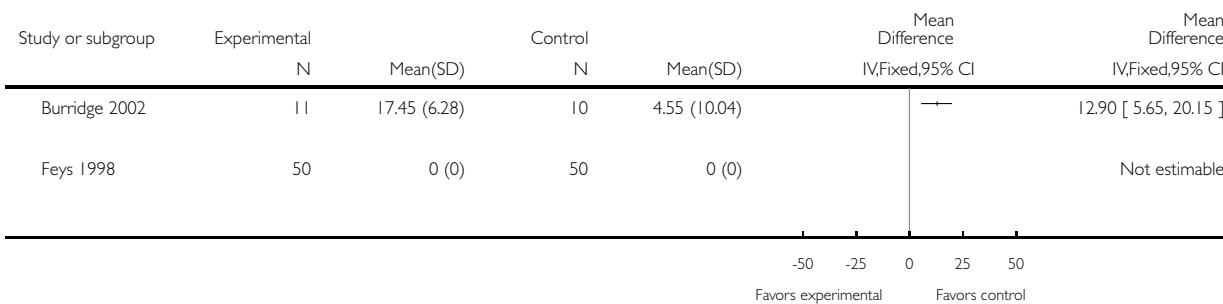 Study or subgroup Experimental Control Mean Difference Mean Difference
N Mean(SD) N Mean(SD) IV,Fixed,95% CI IV,Fixed,95% CI
Burridge 2002 11 17.45 (6.28) 10 4.55 (10.04) 12.90 [ 5.65, 20.15 ]
Feys 1998 50 0 (0) 50 0 (0) Not estimable
-50 -25 0 25 50
Favors experimental Favors control